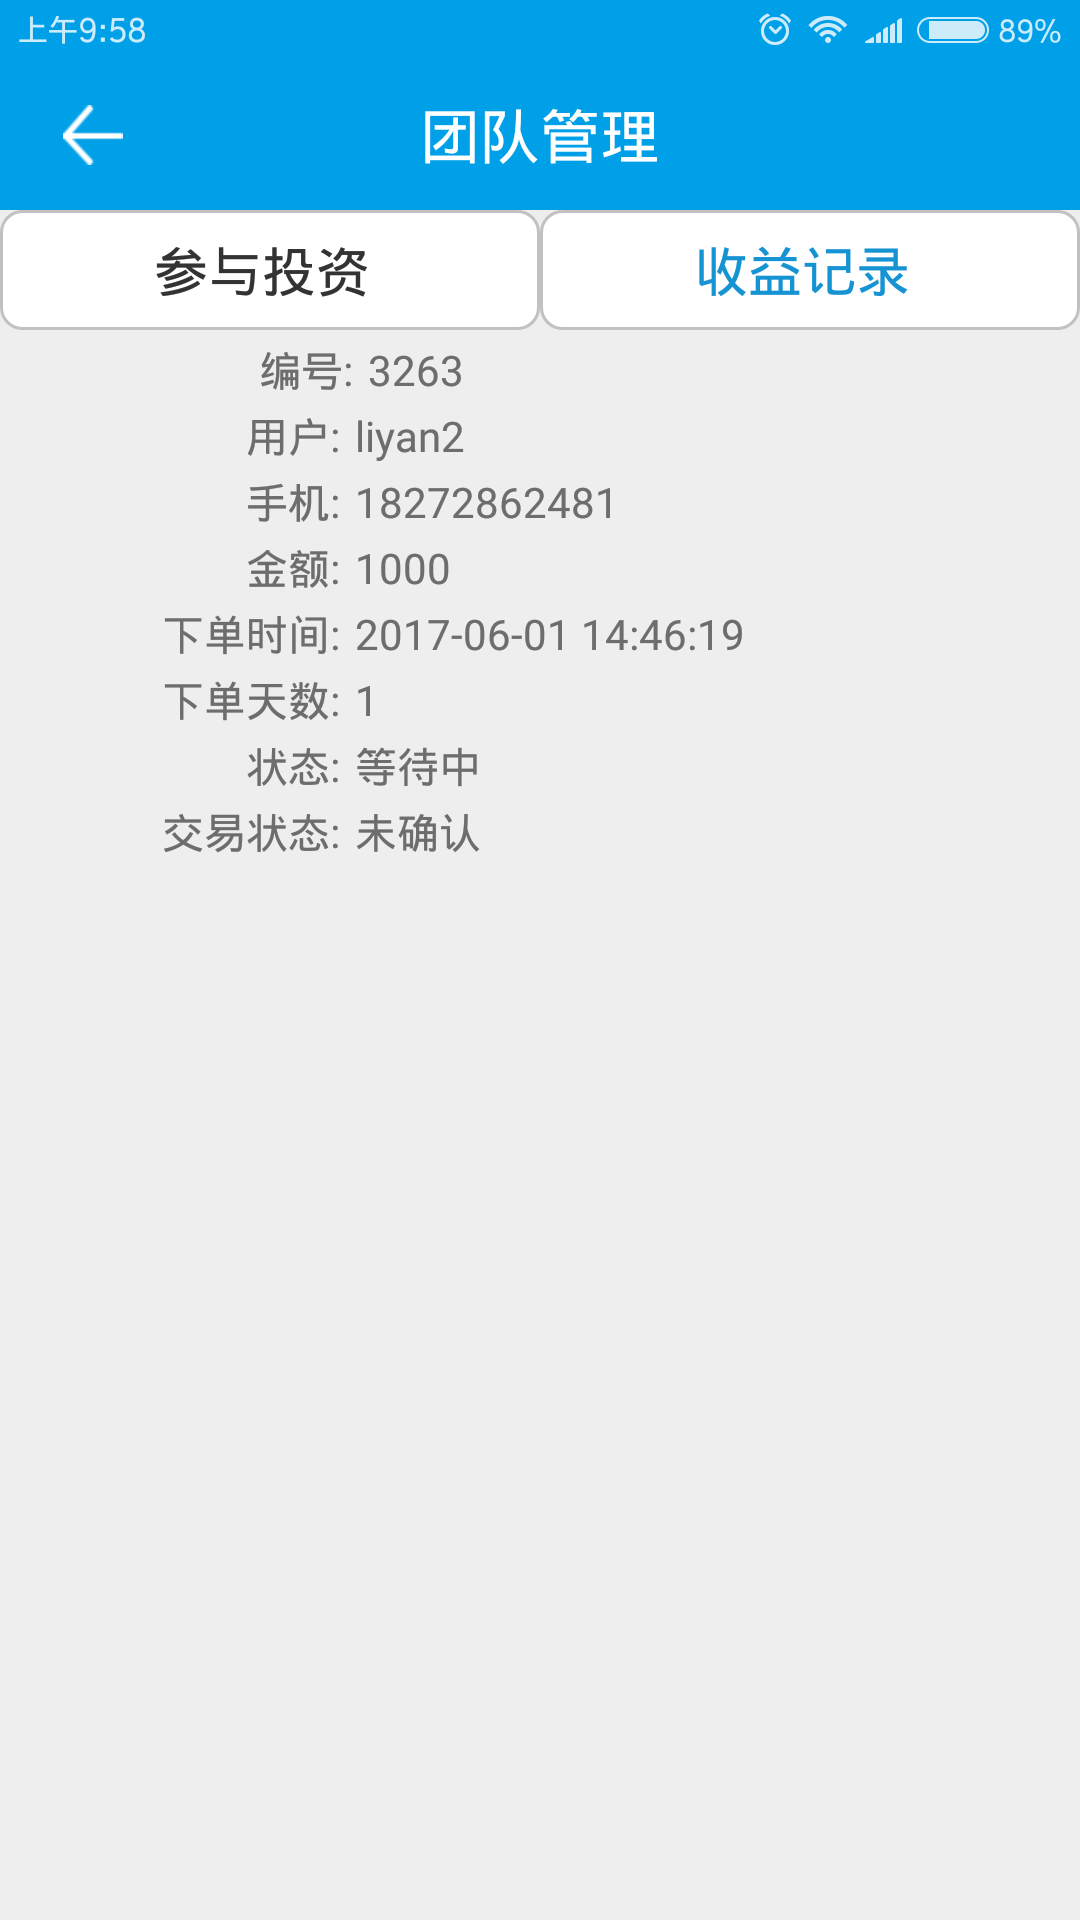 上午9:58 89%
团队管理
参与投资 收益记录
编号: 3263
用户: liyan2
手机: 18272862481
金额: 1000
下单时间: 2017-06-01 14:46:19
下单天数: 1
状态: 等待中
交易状态: 未确认